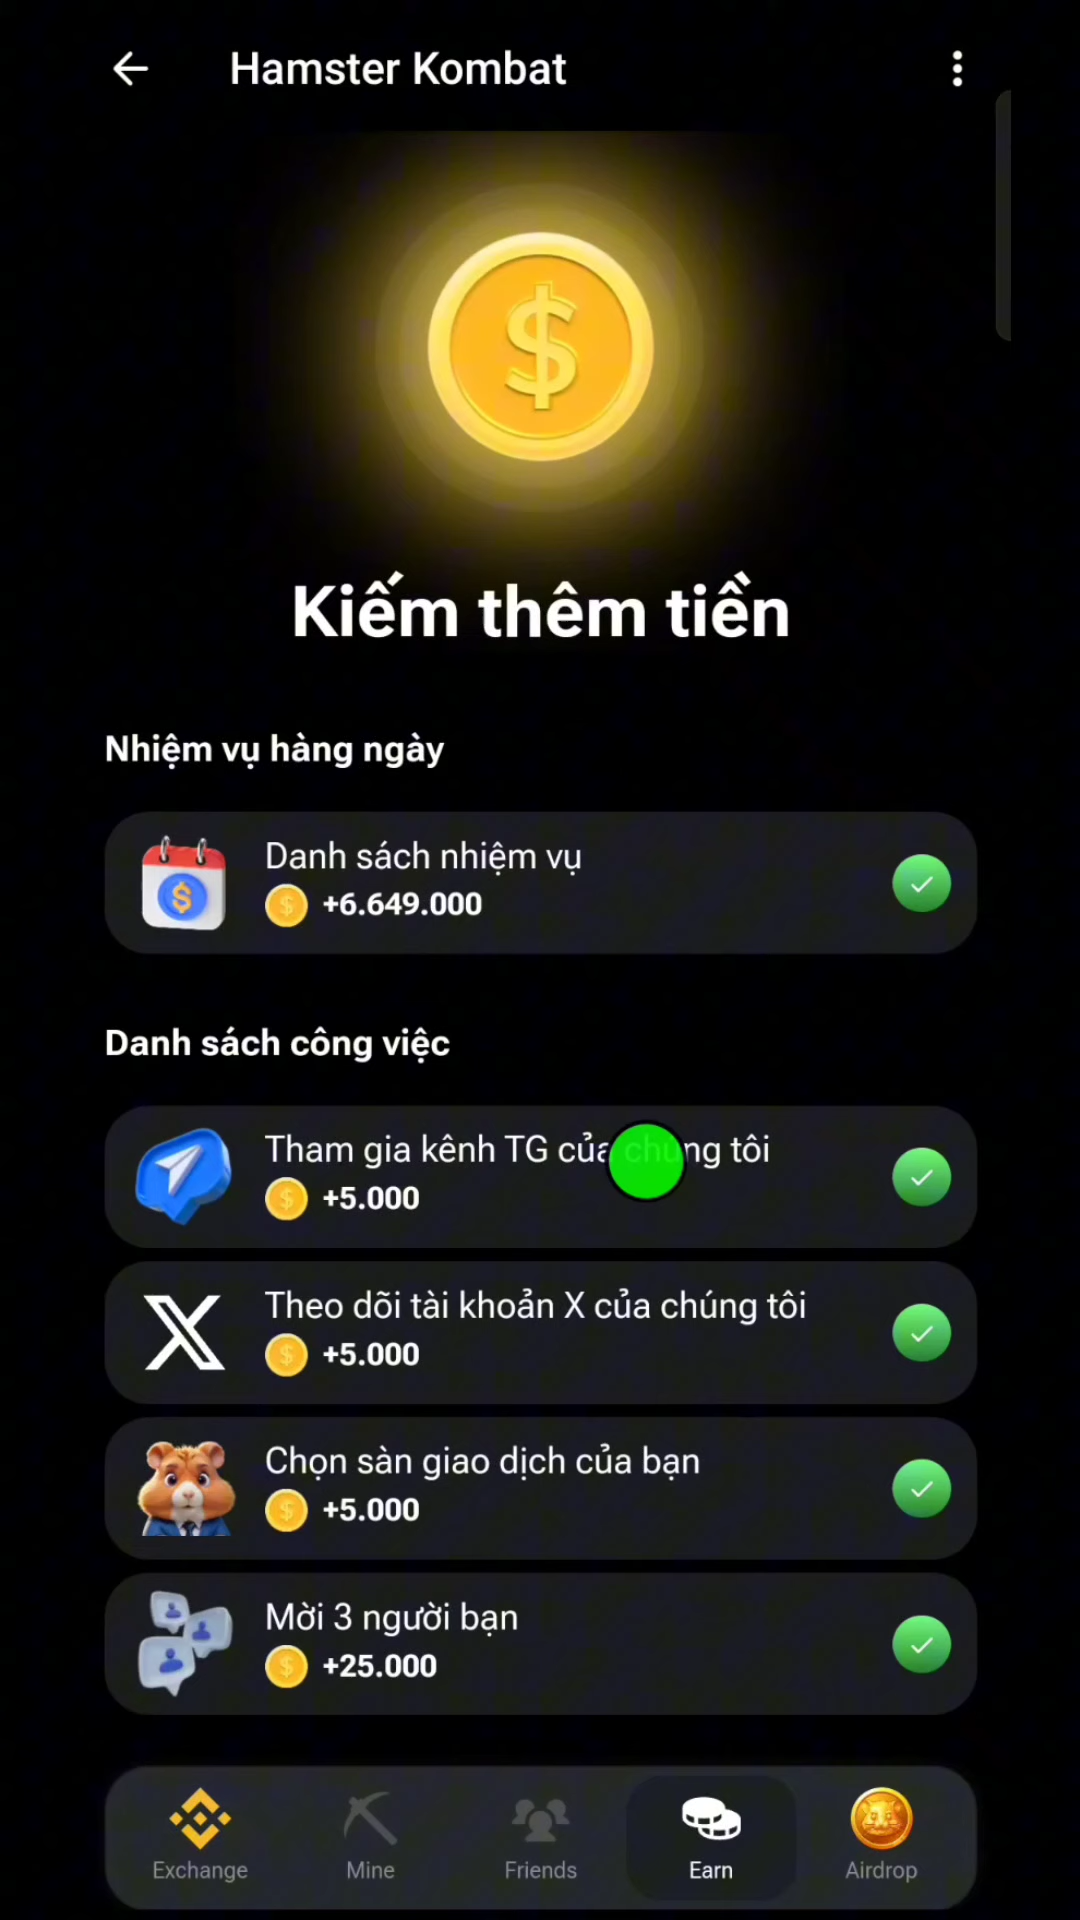 Hamster Kombat
Kiếm thêm tiền
Nhiệm vụ hàng ngày
Danh sách nhiệm vụ
+6.649.000
Danh sách công việc
Tham gia kênh TG của chúng tôi
+5.000
Theo dõi tài khoản X của chúng tôi
+5.000
Chọn sàn giao dịch của bạn
+5.000
Mời 3 người bạn
+25.000
Exchange
Mine
Friends
Earn
Airdrop